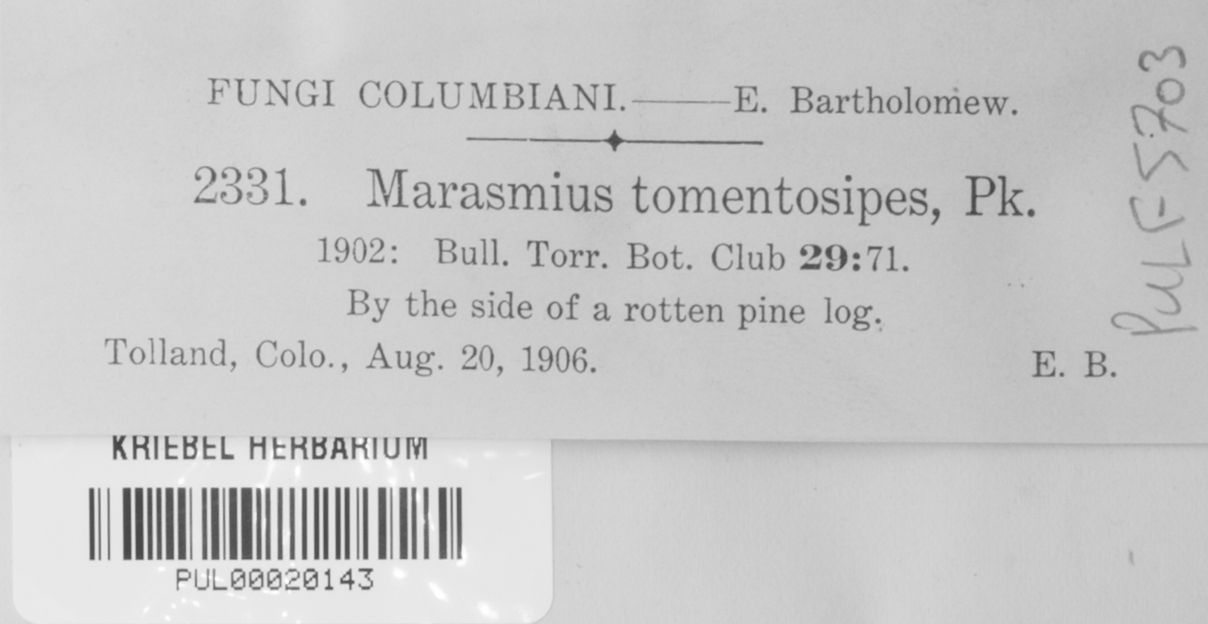 FUNGI COLUMBIANI.——E. Bartholomew.
2331. Marasmius tomentosipes, Pk.
1902: Bull. Torr. Bot. Club 29:71.
By the side of a rotten pine log.
Tolland, Colo., Aug. 20, 1906. E. B.
PUL F5703
KRIEBEL HERBARIUM
PUL00020143